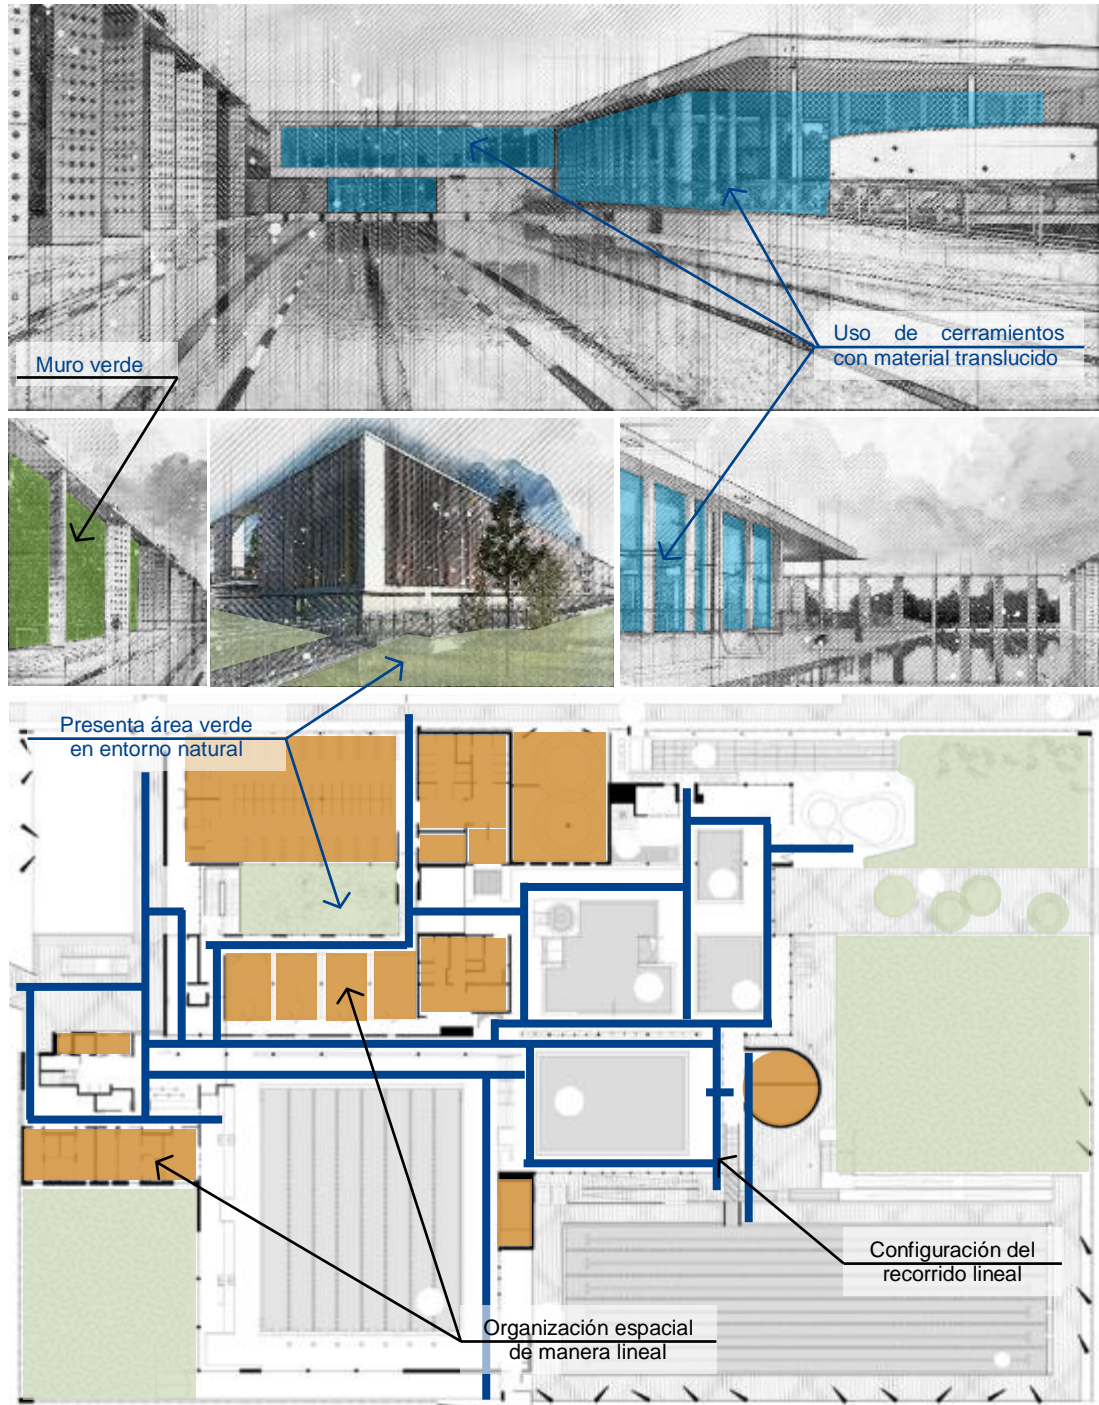 Uso de cerramientos
con material translucido
Muro verde
Presenta área verde
en entorno natural
Configuración del
recorrido lineal
Organización espacial
de manera lineal